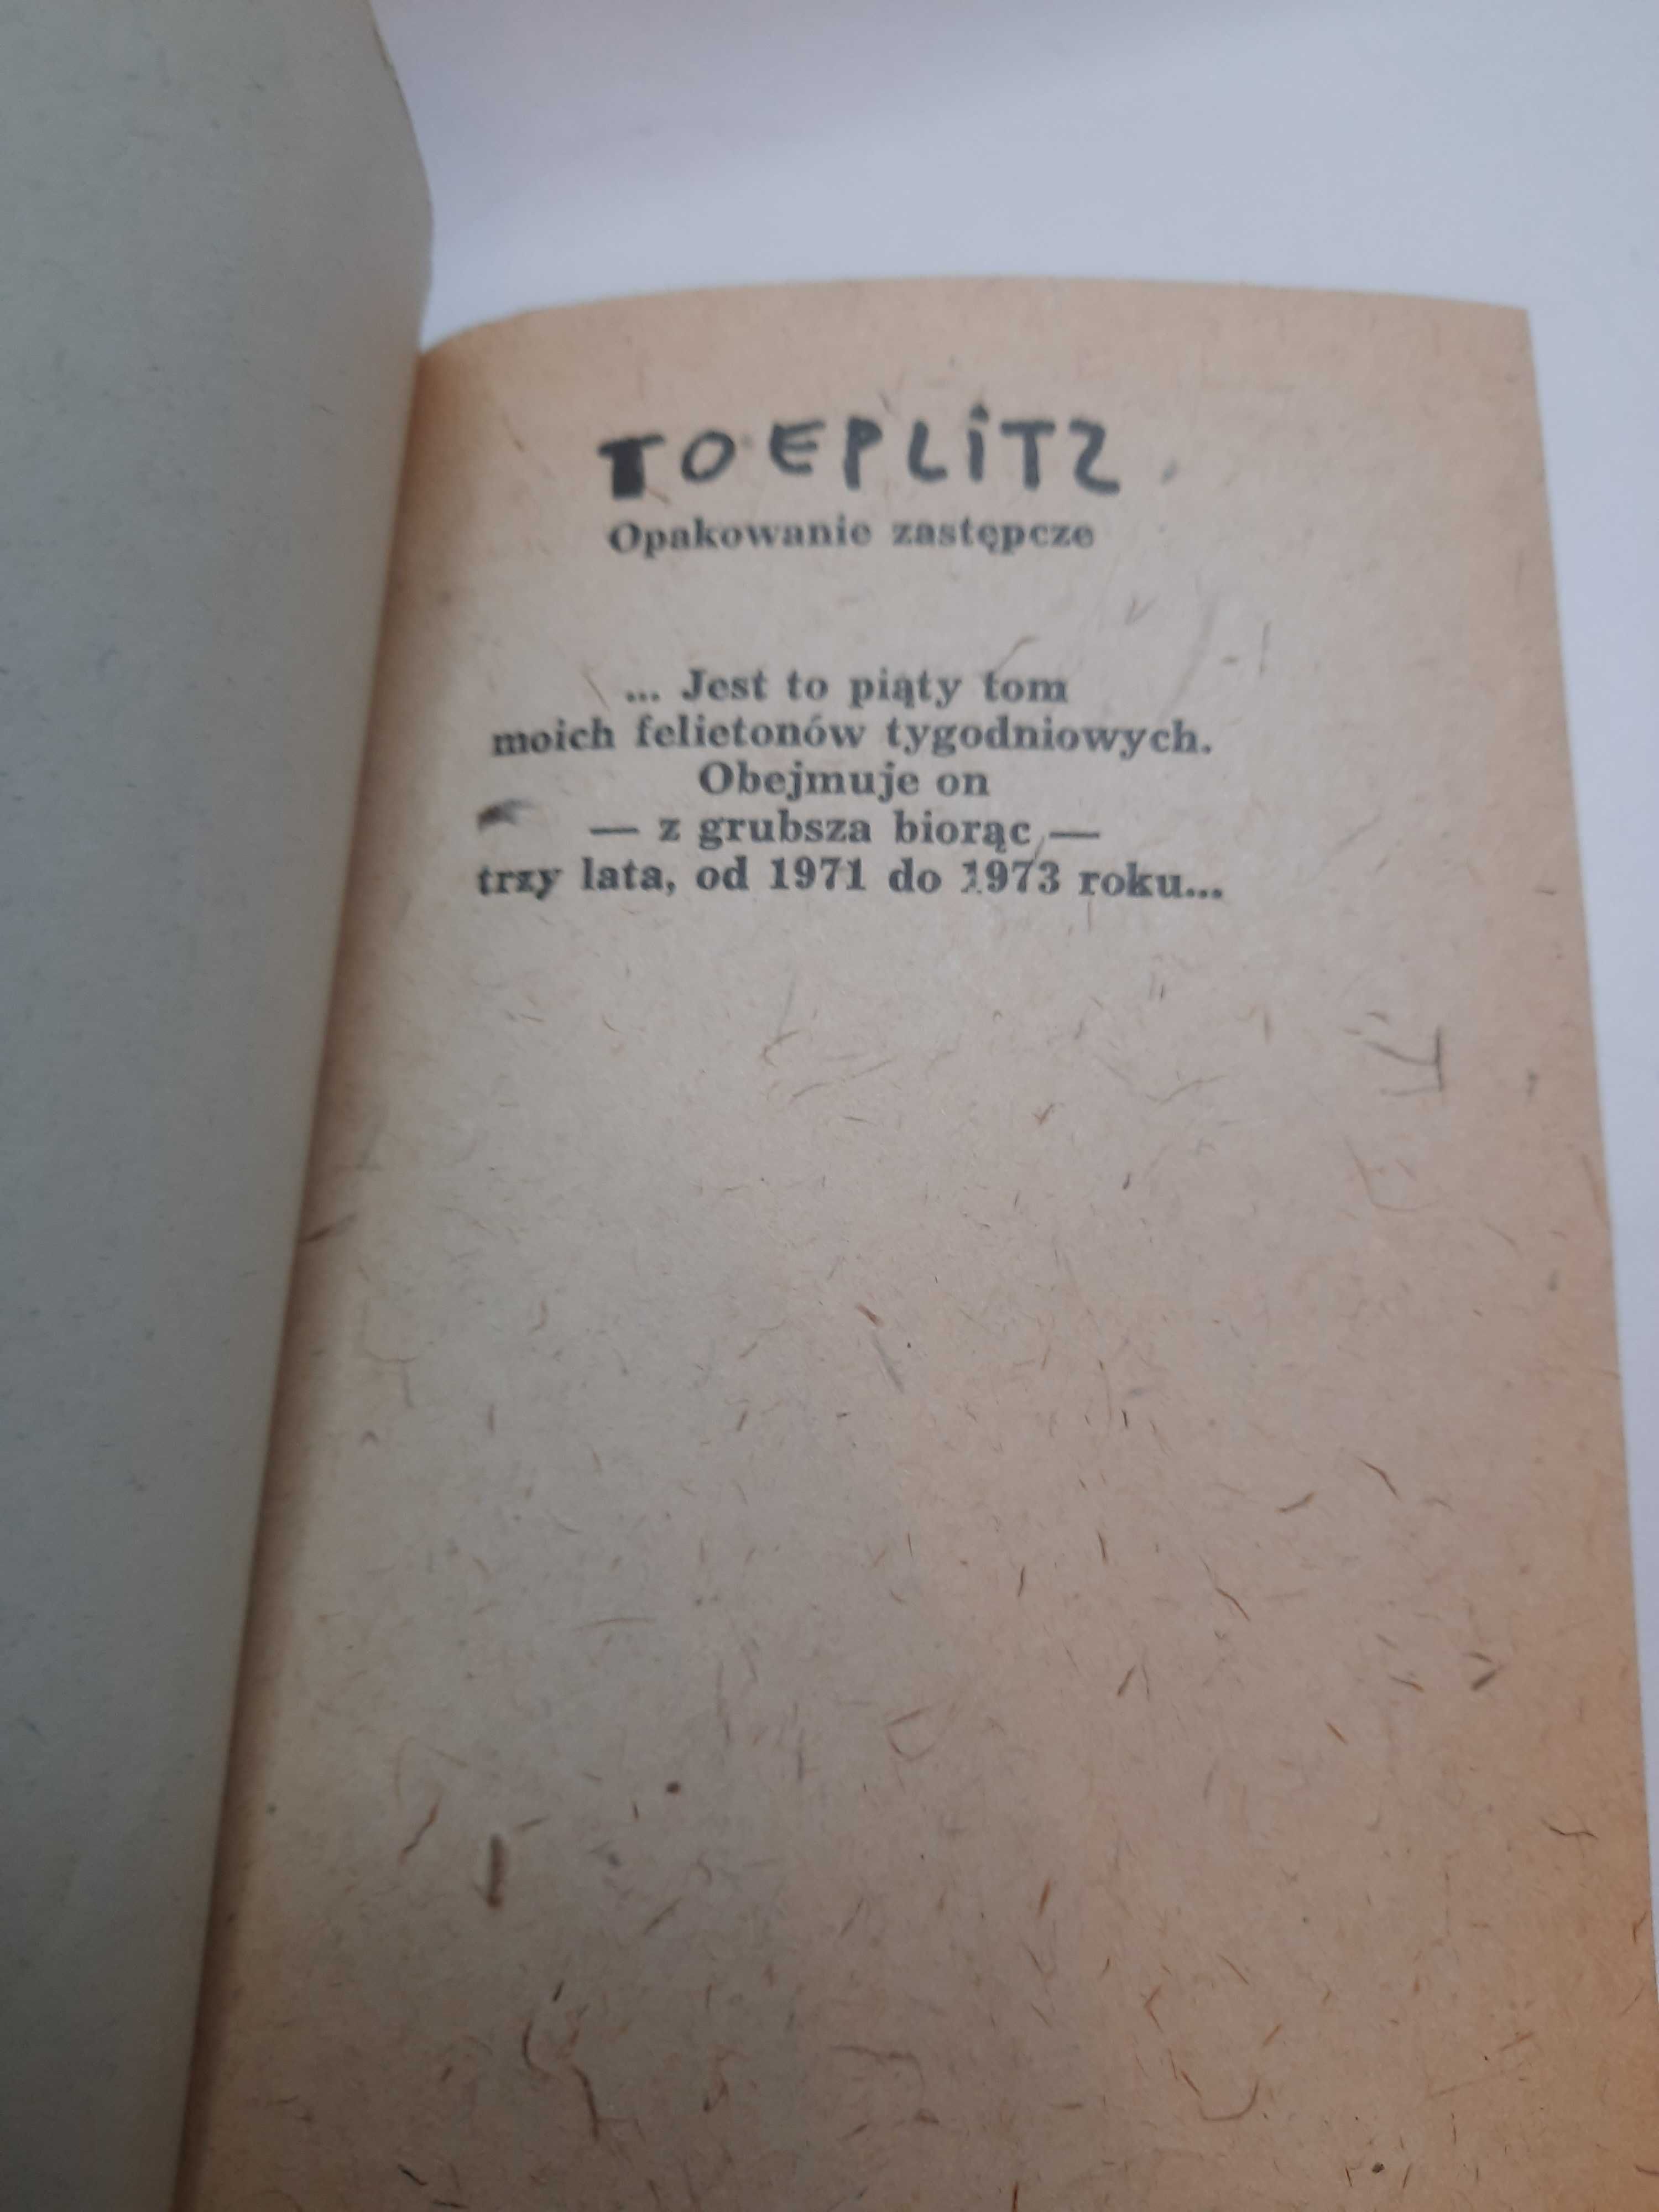 TOEPLiTZ
Opakowanie zastępcze
... Jest to piąty tom
moich felietonów tygodniowych.
Obejmuje on
— z grubsza biorąc —
trzy lata, od 1971 do 1973 roku...